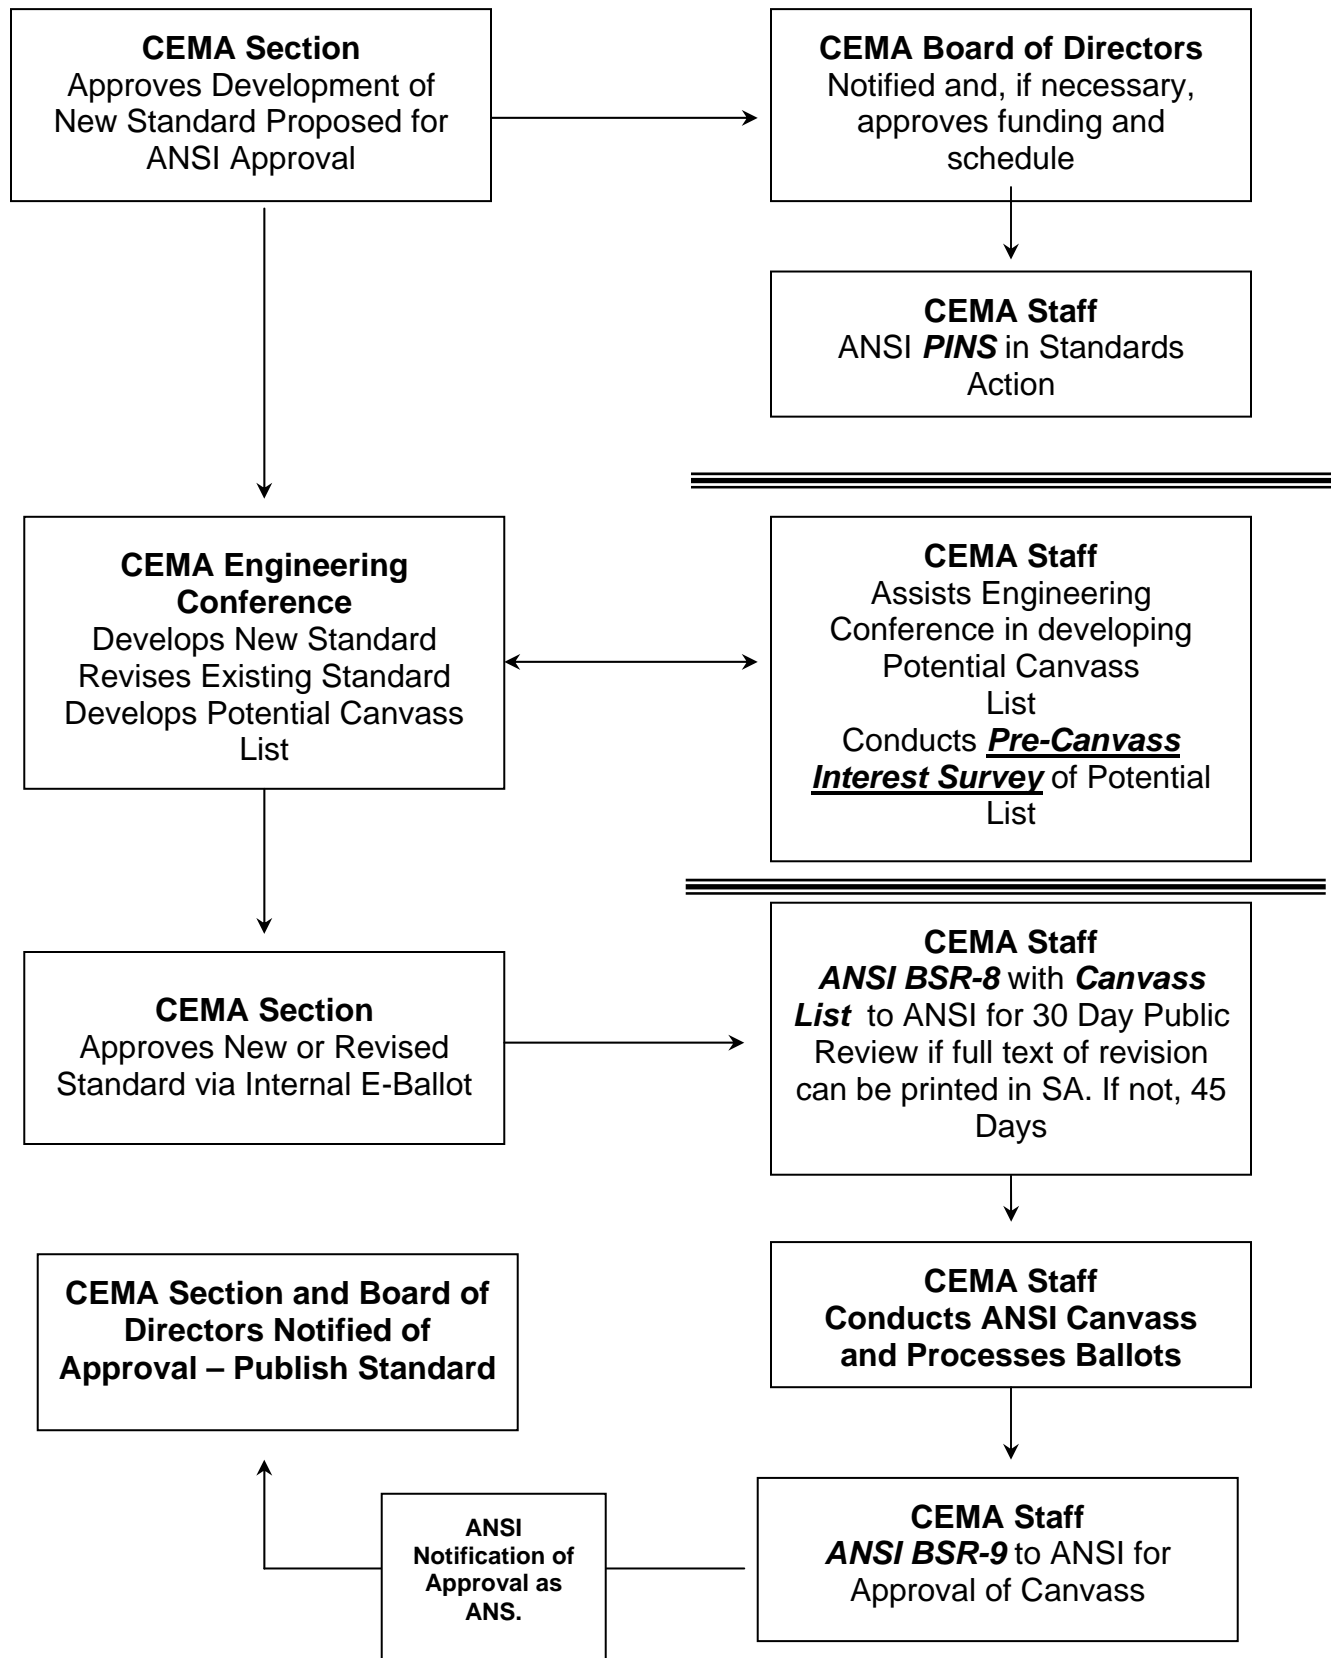 CEMA Section
Approves Development of
New Standard Proposed for
ANSI Approval
CEMA Board of Directors
Notified and, if necessary,
approves funding and
schedule
CEMA Staff
ANSI PINS in Standards
Action
CEMA Engineering
Conference
Develops New Standard
Revises Existing Standard
Develops Potential Canvass
List
CEMA Staff
Assists Engineering
Conference in developing
Potential Canvass
List
Conducts Pre-Canvass
Interest Survey of Potential
List
CEMA Section
Approves New or Revised
Standard via Internal E-Ballot
CEMA Staff
ANSI BSR-8 with Canvass
List to ANSI for 30 Day Public
Review if full text of revision
can be printed in SA. If not, 45
Days
CEMA Staff
Conducts ANSI Canvass
and Processes Ballots
CEMA Section and Board of
Directors Notified of
Approval – Publish Standard
ANSI
Notification of
Approval as
ANS.
CEMA Staff
ANSI BSR-9 to ANSI for
Approval of Canvass